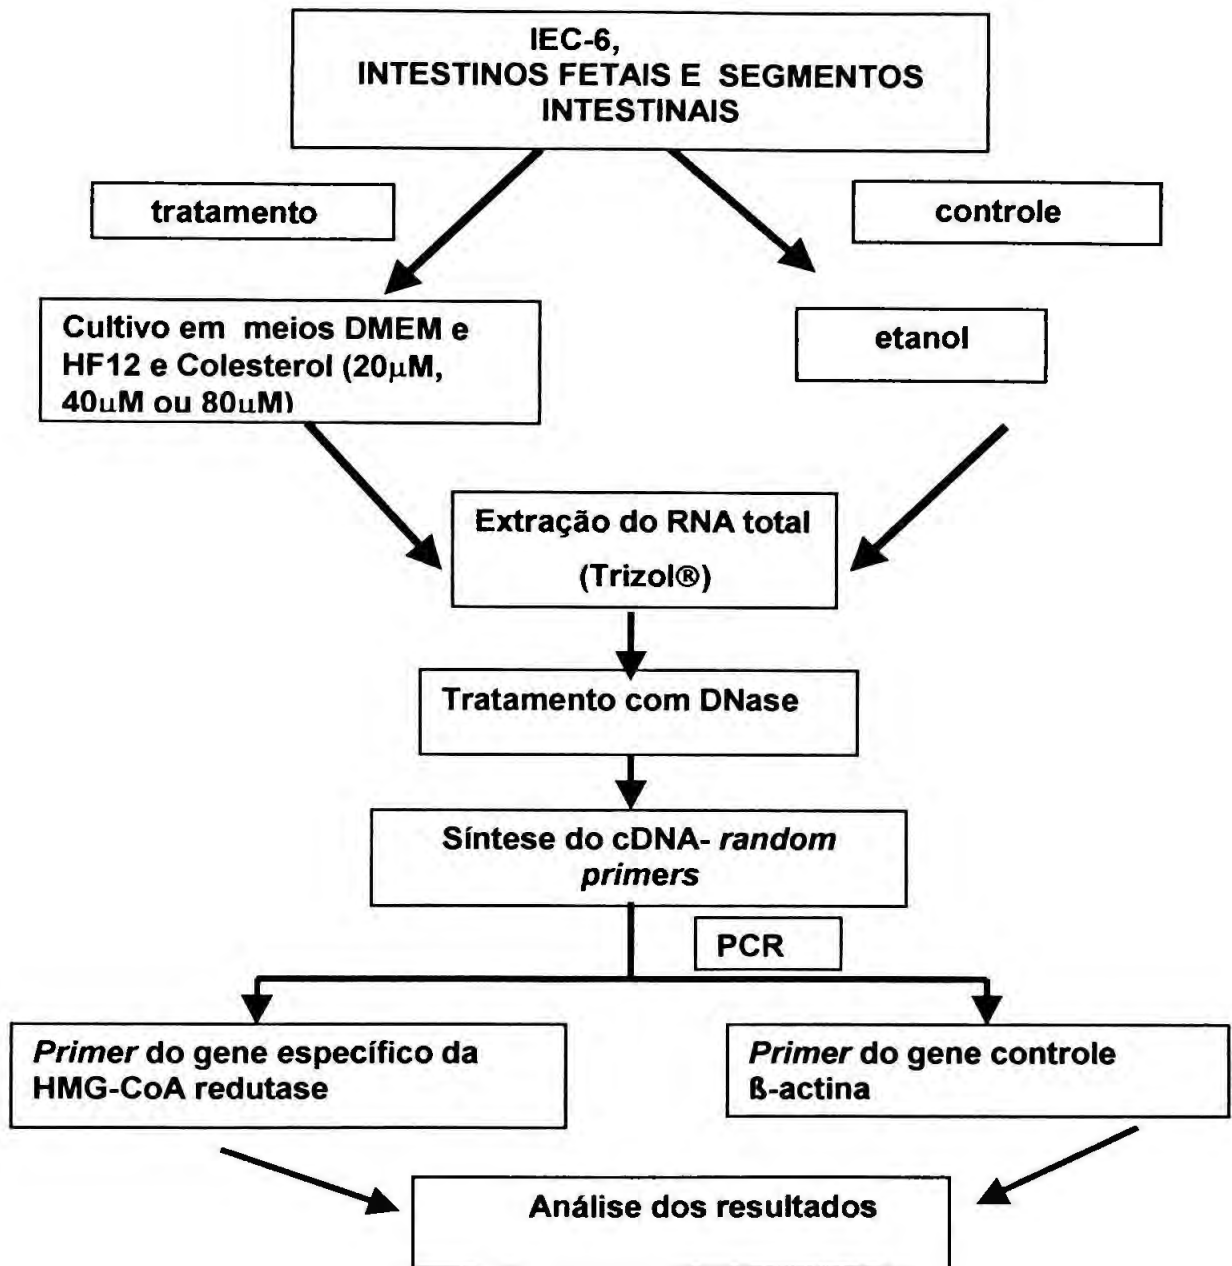 IEC-6,
INTESTINOS FETAIS E SEGMENTOS
INTESTINAIS
tratamento
controle
Cultivo em meios DMEM e
HF12 e Colesterol (20µM,
40µM ou 80µM)
etanol
Extração do RNA total
(Trizol®)
Tratamento com DNase
Síntese do cDNA- random
primers
PCR
Primer do gene específico da
HMG-CoA redutase
Primer do gene controle
ß-actina
Análise dos resultados